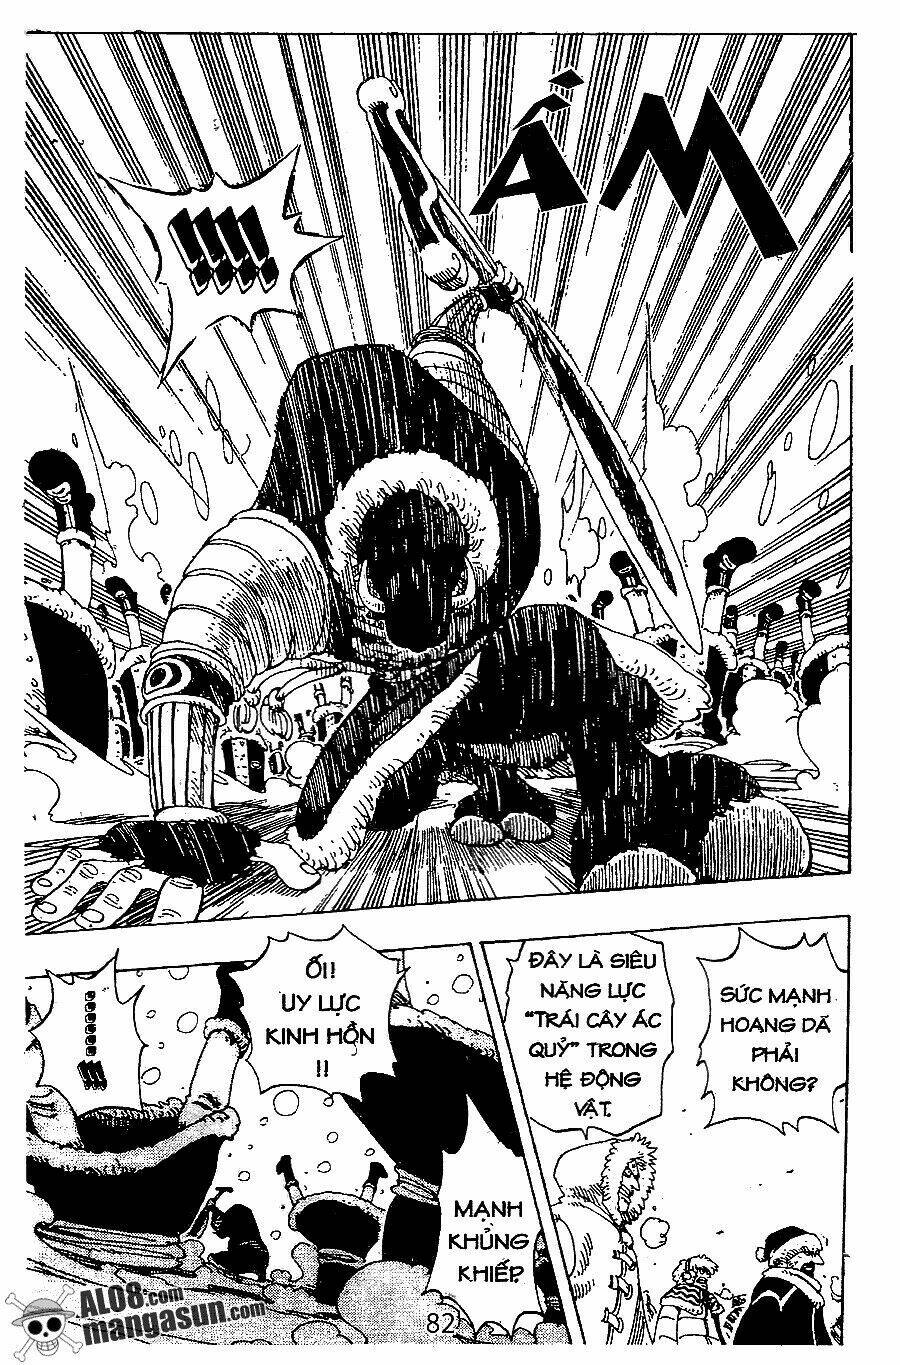 ẦM
!!!!
SỨC MẠNH
HOANG DÃ
PHẢI
KHÔNG?
ĐÂY LÀ SIÊU
NĂNG LỰC
“TRÁI CÂY ÁC
QUỶ” TRONG
HỆ ĐỘNG
VẬT.
ỐI!
UY LỰC
KINH HỒN
!!
MẠNH
KHỦNG
KHIẾP?
......!!!
82
ALO8.com
mangasun.com